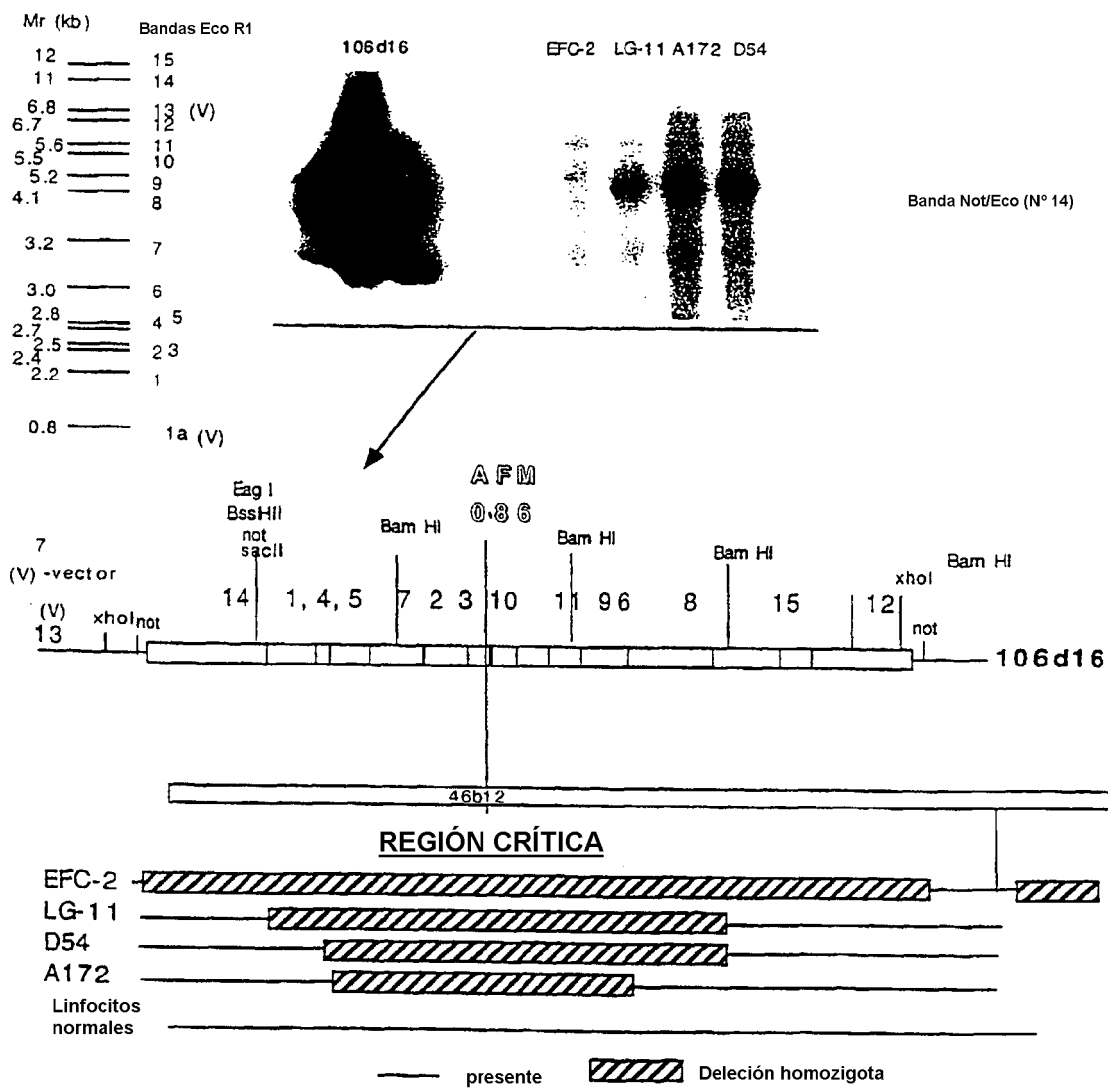 Mr (kb) Bandas Eco R1
12 15
11 14
6.8 13 (V)
6.7 12
5.6 11
5.5 10
5.2 9
4.1 8
3.2 7
3.0 6
2.8 5
2.7 4
2.5 3
2.4 2
2.2 1
0.8 1a (V)
106d16 EFC-2 LG-11 A172 D54
Banda Not/Eco (Nº 14)
AFM
0.86
Eag I
BssHII
not
sacII
Bam HI
Bam HI
Bam HI
xhoI
Bam HI
7
(V) -vector
14 1, 4, 5 7 2 3 10 11 9 6 8 15 12
(V)
13 xhoI not
not
106d16
46b12
REGIÓN CRÍTICA
EFC-2
LG-11
D54
A172
Linfocitos
normales
presente Deleción homozigota